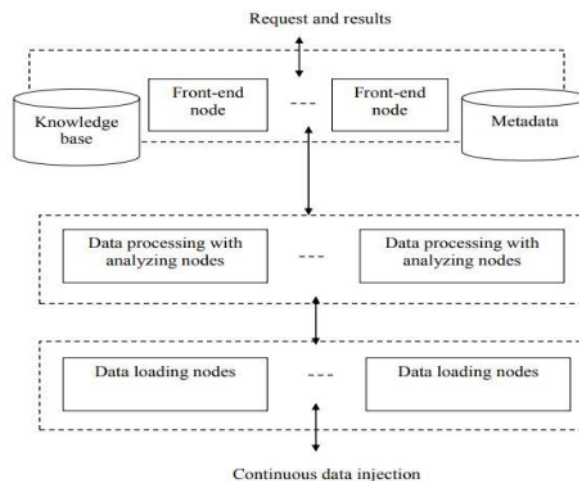 Request and results
Front-end
node
Front-end
node
Knowledge
base
Metadata
Data processing with
analyzing nodes
Data processing with
analyzing nodes
Data loading nodes
Data loading nodes
Continuous data injection